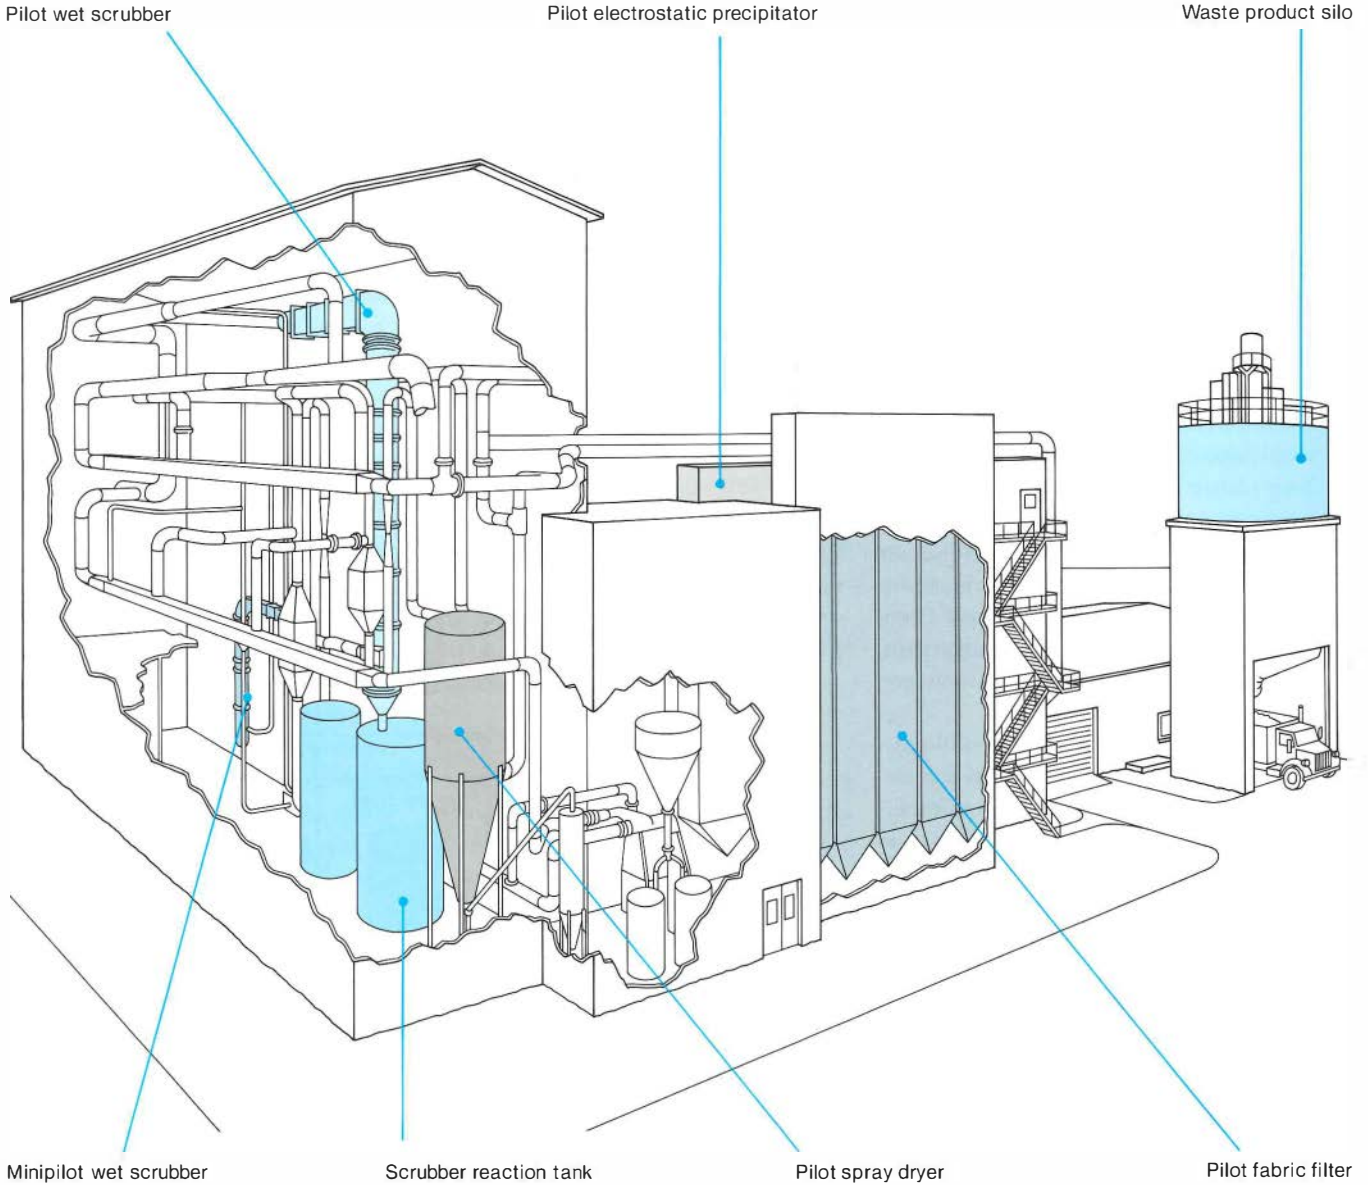 Pilot wet scrubber
Pilot electrostatic precipitator
Waste product silo
Minipilot wet scrubber
Scrubber reaction tank
Pilot spray dryer
Pilot fabric filter